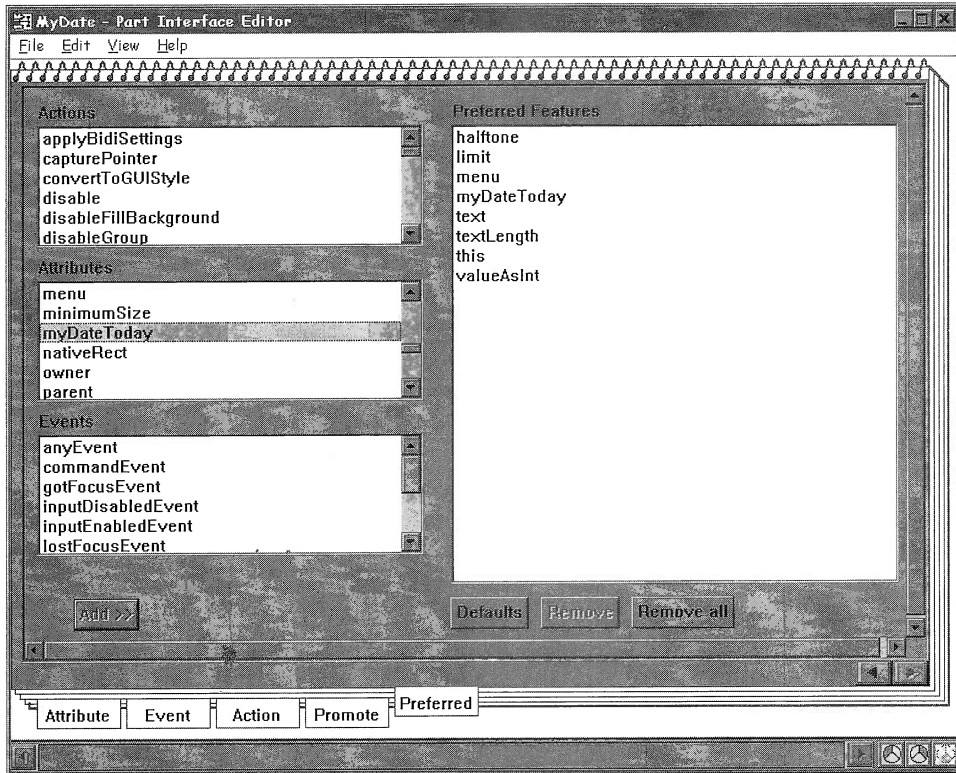 MyDate - Part Interface Editor
File Edit View Help
Actions
applyBidiSettings
capturePointer
convertToGUIStyle
disable
disableFillBackground
disableGroup
Attributes
menu
minimumSize
myDateToday
nativeRect
owner
parent
Events
anyEvent
commandEvent
gotFocusEvent
inputDisabledEvent
inputEnabledEvent
lostFocusEvent
Add >>
Preferred Features
halftone
limit
menu
myDateToday
text
textLength
this
valueAsInt
Defaults Remove Remove all
Attribute Event Action Promote Preferred